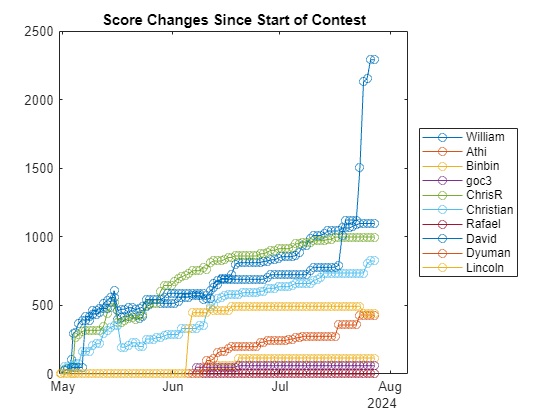 Score Changes Since Start of Contest
2500
2000
1500
1000
500
0
May
Jun
Jul
Aug
2024
William
Athi
Binbin
goc3
ChrisR
Christian
Rafael
David
Dyuman
Lincoln